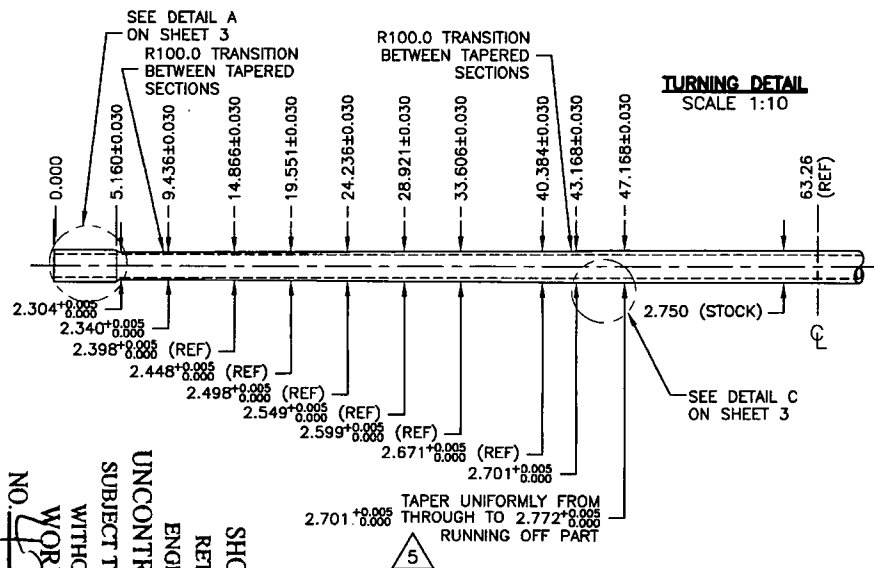 SEE DETAIL A
ON SHEET 3
R100.0 TRANSITION
BETWEEN TAPERED
SECTIONS
R100.0 TRANSITION
BETWEEN TAPERED
SECTIONS
TURNING DETAIL
SCALE 1:10
0.000
5.160±0.030
9.436±0.030
14.866±0.030
19.551±0.030
24.236±0.030
28.921±0.030
33.606±0.030
40.384±0.030
43.168±0.030
47.168±0.030
63.26
(REF)
2.304+0.005 0.000
2.340+0.005 0.000
2.398+0.005 0.000 (REF)
2.448+0.005 0.000 (REF)
2.498+0.005 0.000 (REF)
2.549+0.005 0.000 (REF)
2.599+0.005 0.000 (REF)
2.671+0.005 0.000 (REF)
2.701+0.005 0.000
2.750 (STOCK)
℄
SEE DETAIL C
ON SHEET 3
TAPER UNIFORMLY FROM
2.701+0.005 0.000 THROUGH TO 2.772+0.005 0.000
RUNNING OFF PART
5
SHO
RET
ENGI
UNCONTR
SUBJECT T
WITHO
WOR
NO.